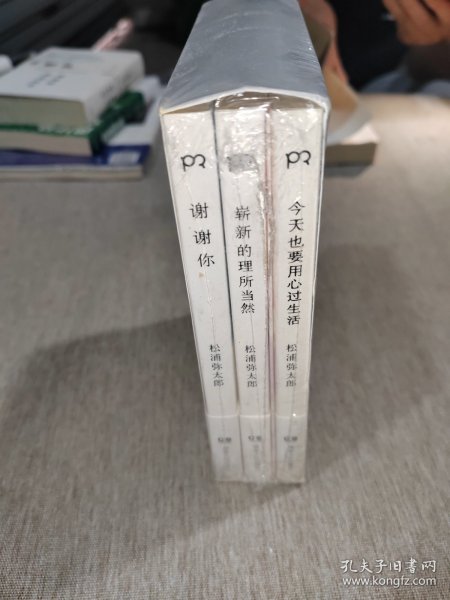 谢谢你
松浦弥太郎
崭新的理所当然
松浦弥太郎
今天也要用心过生活
松浦弥太郎
孔夫子旧书网
www.kongfz.com